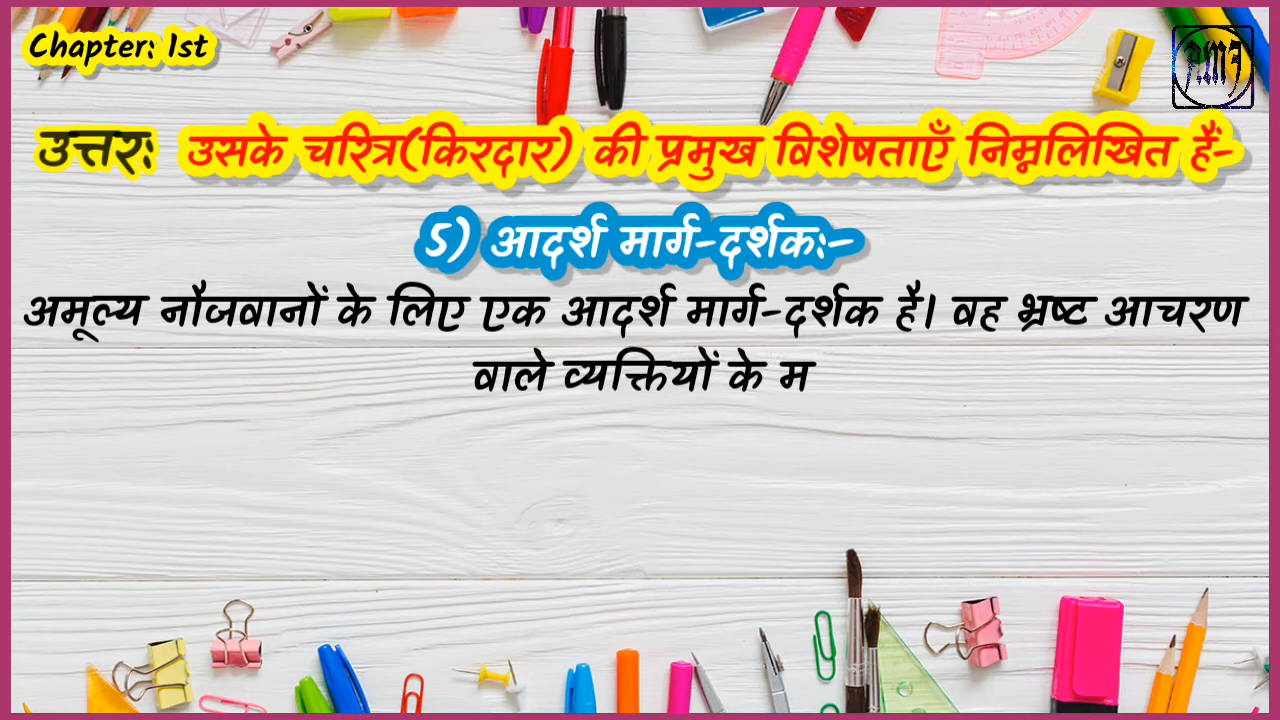 Chapter: 1st
उत्तर: उसके चरित्र(किरदार) की प्रमुख विशेषताएँ निम्नलिखित हैं-
5) आदर्श मार्ग-दर्शक:-
अमूल्य नौजवानों के लिए एक आदर्श मार्ग-दर्शक है। वह भ्रष्ट आचरण
वाले व्यक्तियों के म